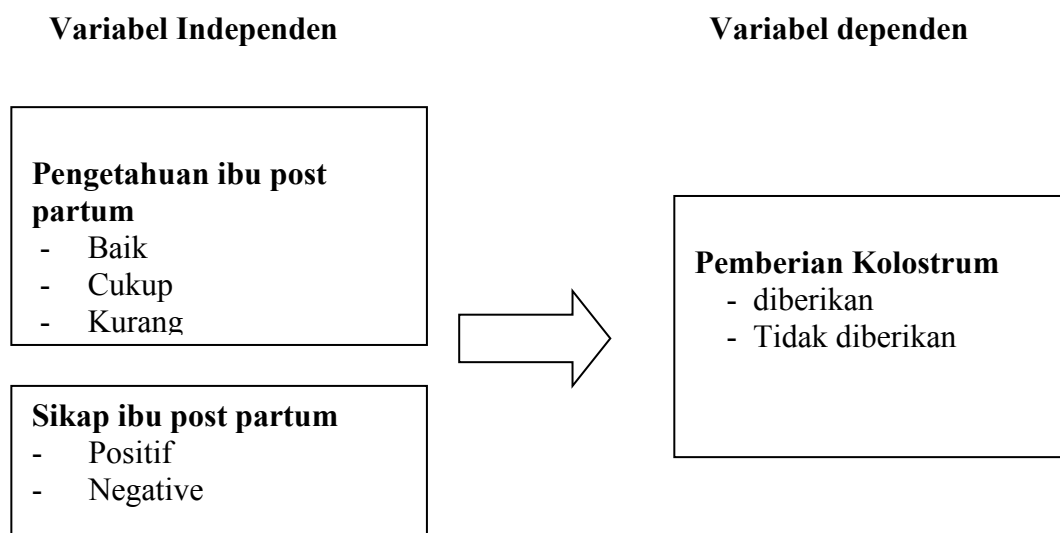 Variabel Independen
Variabel dependen
Pengetahuan ibu post
partum
- Baik
- Cukup
- Kurang
Sikap ibu post partum
- Positif
- Negative
Pemberian Kolostrum
- diberikan
- Tidak diberikan